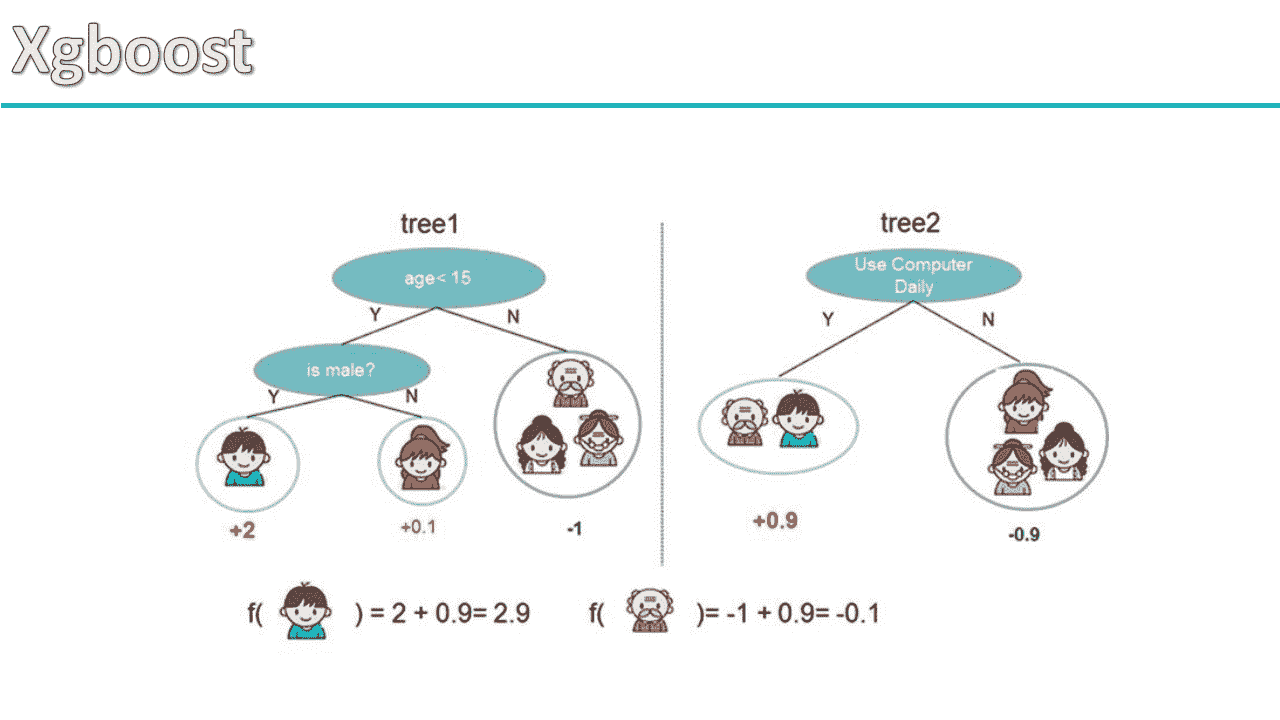 Xgboost
tree1
age< 15
Y
N
is male?
Y
N
+2
+0.1
-1
tree2
Use Computer
Daily
Y
N
+0.9
-0.9
f( ) = 2 + 0.9= 2.9
f( )= -1 + 0.9= -0.1